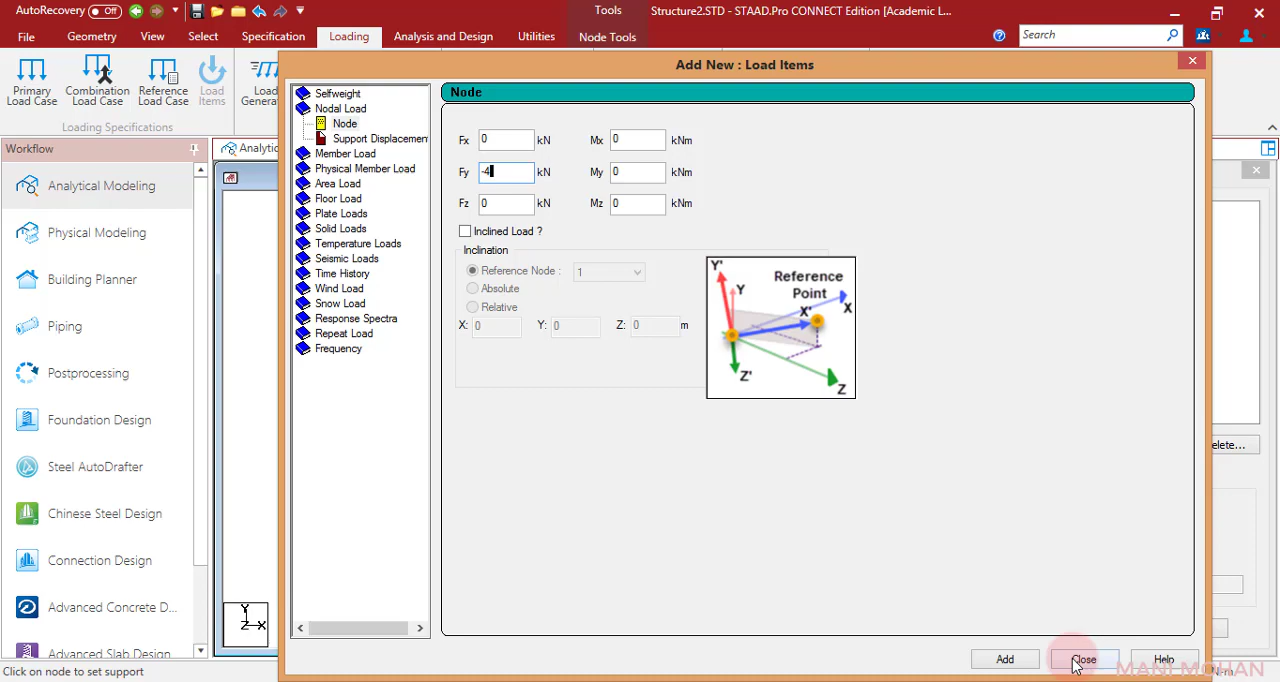 AutoRecovery Off
Tools
Structure2.STD - STAAD.Pro CONNECT Edition [Academic L...
File Geometry View Select Specification Loading Analysis and Design Utilities Node Tools
Search
Primary Load Case
Combination Load Case
Reference Load Case
Load Items
Load
Genera
Loading Specifications
Workflow
Analytic
Analytical Modeling
Physical Modeling
Building Planner
Piping
Postprocessing
Foundation Design
Steel AutoDrafter
Chinese Steel Design
Connection Design
Advanced Concrete D...
Advanced Slab Design
Click on node to set support
Y
Z X
Add New : Load Items
Selfweight
Nodal Load
Node
Support Displacemen
Member Load
Physical Member Load
Area Load
Floor Load
Plate Loads
Solid Loads
Temperature Loads
Seismic Loads
Time History
Wind Load
Snow Load
Response Spectra
Repeat Load
Frequency
Node
Fx 0 kN Mx 0 kNm
Fy -4 kN My 0 kNm
Fz 0 kN Mz 0 kNm
Inclined Load ?
Inclination
Reference Node : 1
Absolute
Relative
X: 0 Y: 0 Z: 0 m
Y'
Y
Reference
Point
X'
X
Z'
Z
elete...
Add Close Help
MANI MOHAN